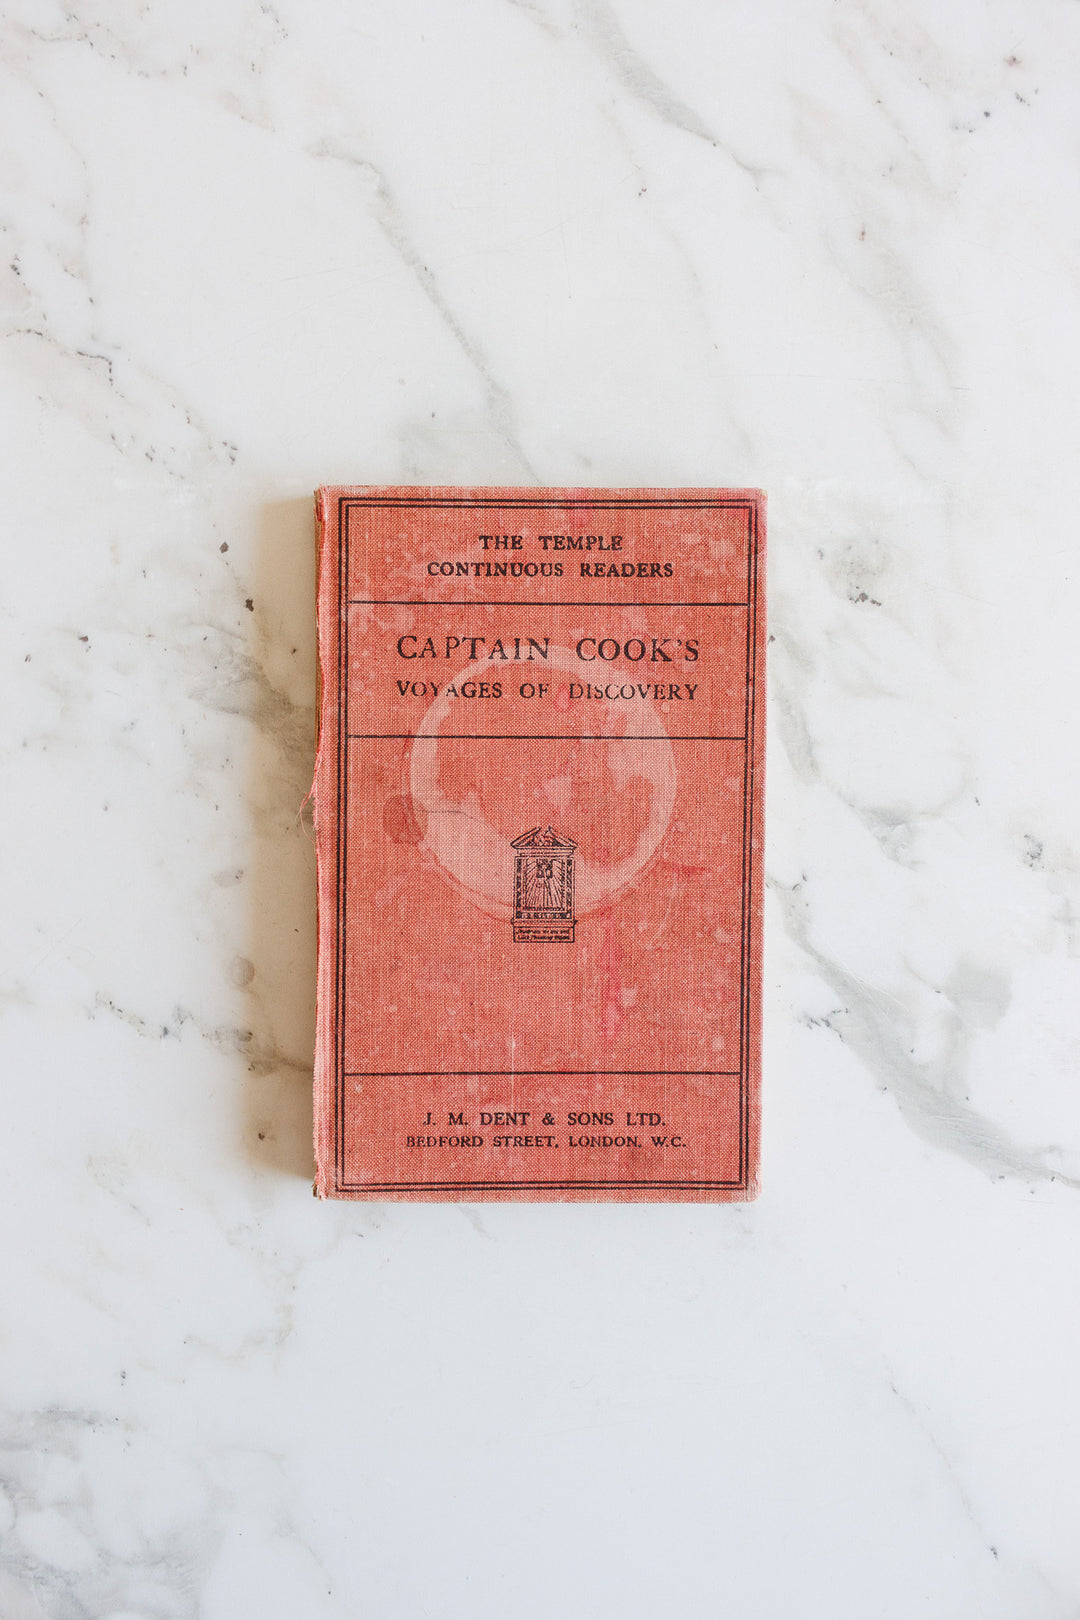 THE TEMPLE
CONTINUOUS READERS
CAPTAIN COOK'S
VOYAGES OF DISCOVERY
J. M. DENT & SONS LTD.
BEDFORD STREET, LONDON, W.C.